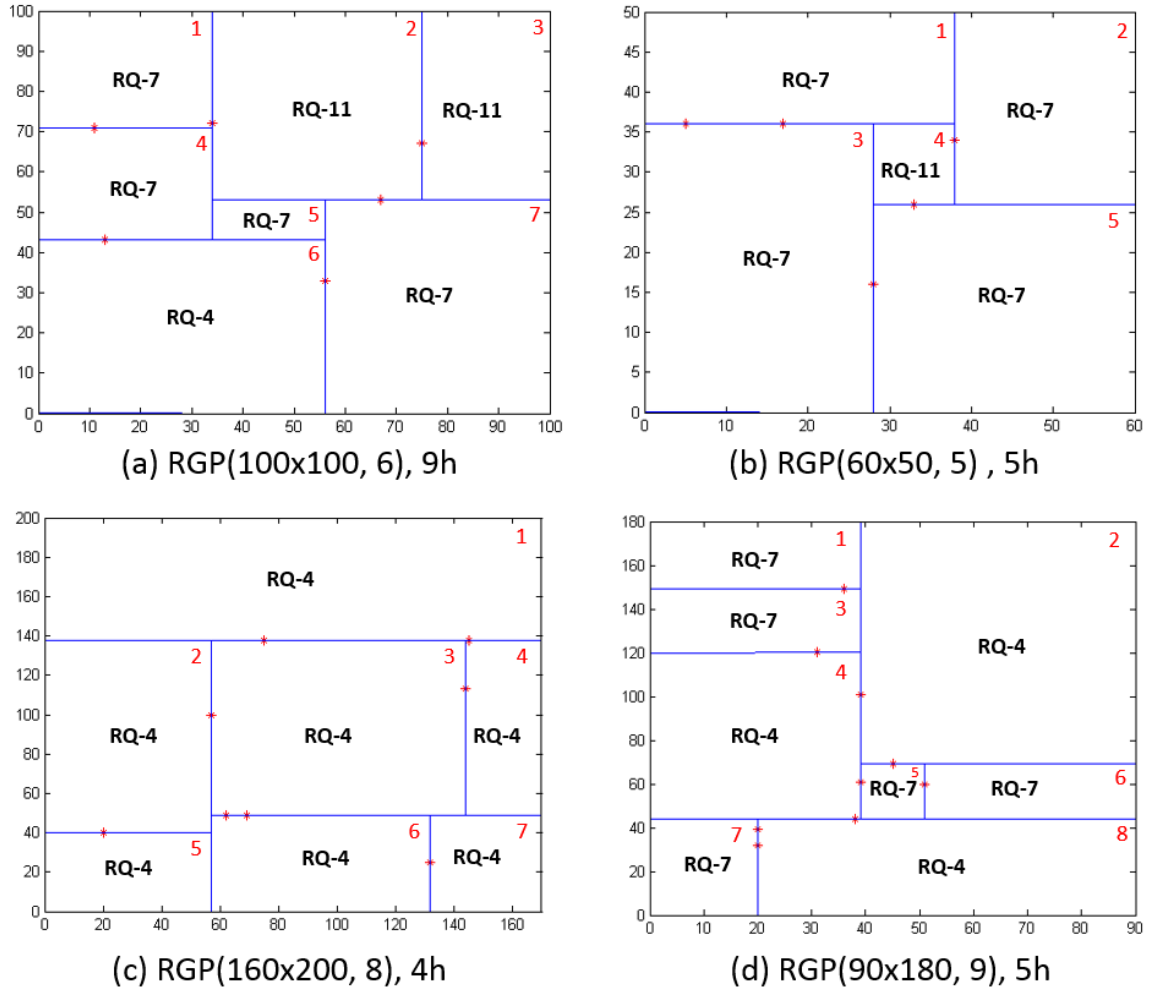 100
90
80
70
60
50
40
30
20
10
0
1
2
3
RQ-7
RQ-11
RQ-11
4
RQ-7
RQ-7
5
7
6
RQ-7
RQ-4
0 10 20 30 40 50 60 70 80 90 100
(a) RGP(100x100, 6), 9h
50
45
40
35
30
25
20
15
10
5
0
1
2
RQ-7
RQ-7
3
4
RQ-11
5
RQ-7
RQ-7
0 10 20 30 40 50 60
(b) RGP(60x50, 5) , 5h
200
180
160
140
120
100
80
60
40
20
0
1
RQ-4
2
3
4
RQ-4
RQ-4
RQ-4
5
6
7
RQ-4
RQ-4
RQ-4
0 20 40 60 80 100 120 140 160
(c) RGP(160x200, 8), 4h
180
160
140
120
100
80
60
40
20
0
1
2
RQ-7
3
RQ-7
RQ-4
4
RQ-4
5
6
RQ-7
RQ-7
7
8
RQ-7
RQ-4
0 10 20 30 40 50 60 70 80 90
(d) RGP(90x180, 9), 5h